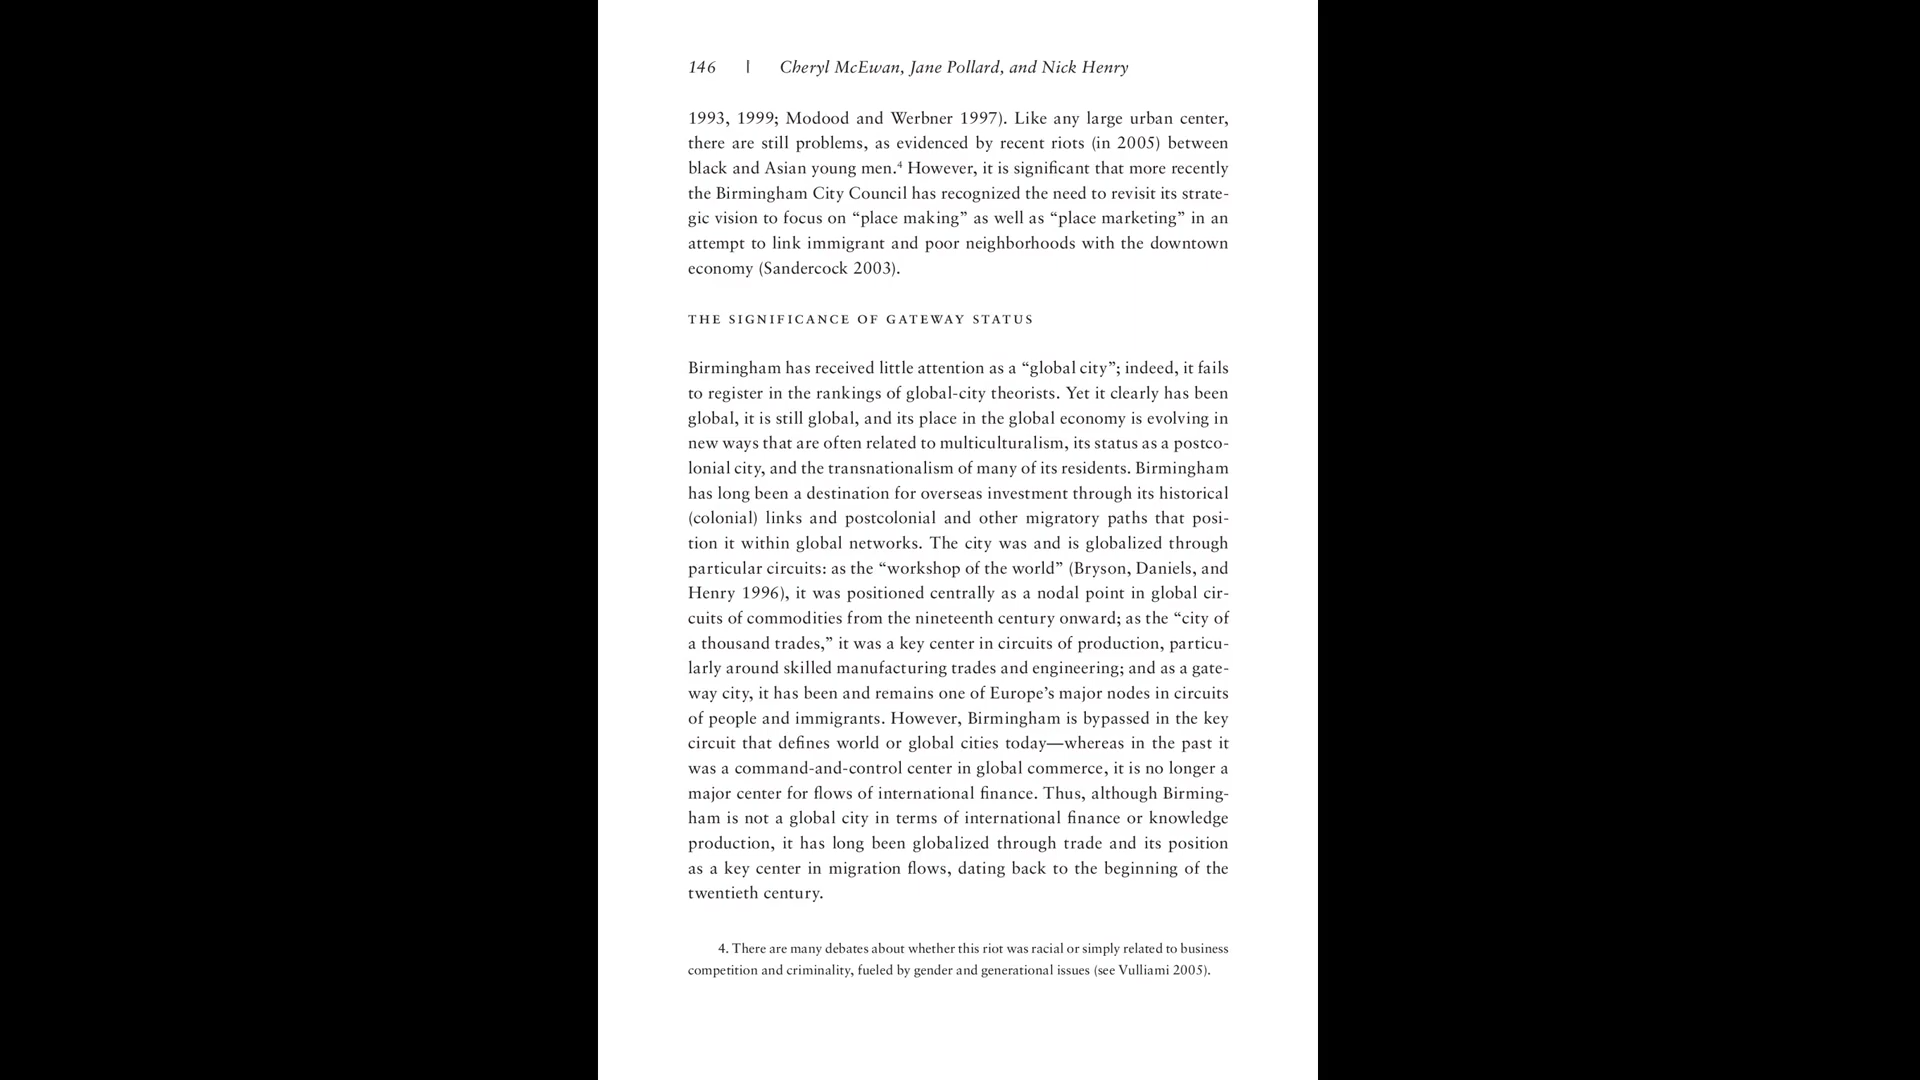 146 | Cheryl McEwan, Jane Pollard, and Nick Henry
1993, 1999; Modood and Werbner 1997). Like any large urban center,
there are still problems, as evidenced by recent riots (in 2005) between
black and Asian young men.⁴ However, it is significant that more recently
the Birmingham City Council has recognized the need to revisit its strate-
gic vision to focus on “place making” as well as “place marketing” in an
attempt to link immigrant and poor neighborhoods with the downtown
economy (Sandercock 2003).
THE SIGNIFICANCE OF GATEWAY STATUS
Birmingham has received little attention as a “global city”; indeed, it fails
to register in the rankings of global-city theorists. Yet it clearly has been
global, it is still global, and its place in the global economy is evolving in
new ways that are often related to multiculturalism, its status as a postco-
lonial city, and the transnationalism of many of its residents. Birmingham
has long been a destination for overseas investment through its historical
(colonial) links and postcolonial and other migratory paths that posi-
tion it within global networks. The city was and is globalized through
particular circuits: as the “workshop of the world” (Bryson, Daniels, and
Henry 1996), it was positioned centrally as a nodal point in global cir-
cuits of commodities from the nineteenth century onward; as the “city of
a thousand trades,” it was a key center in circuits of production, particu-
larly around skilled manufacturing trades and engineering; and as a gate-
way city, it has been and remains one of Europe’s major nodes in circuits
of people and immigrants. However, Birmingham is bypassed in the key
circuit that defines world or global cities today—whereas in the past it
was a command-and-control center in global commerce, it is no longer a
major center for flows of international finance. Thus, although Birming-
ham is not a global city in terms of international finance or knowledge
production, it has long been globalized through trade and its position
as a key center in migration flows, dating back to the beginning of the
twentieth century.
4. There are many debates about whether this riot was racial or simply related to business
competition and criminality, fueled by gender and generational issues (see Vulliami 2005).